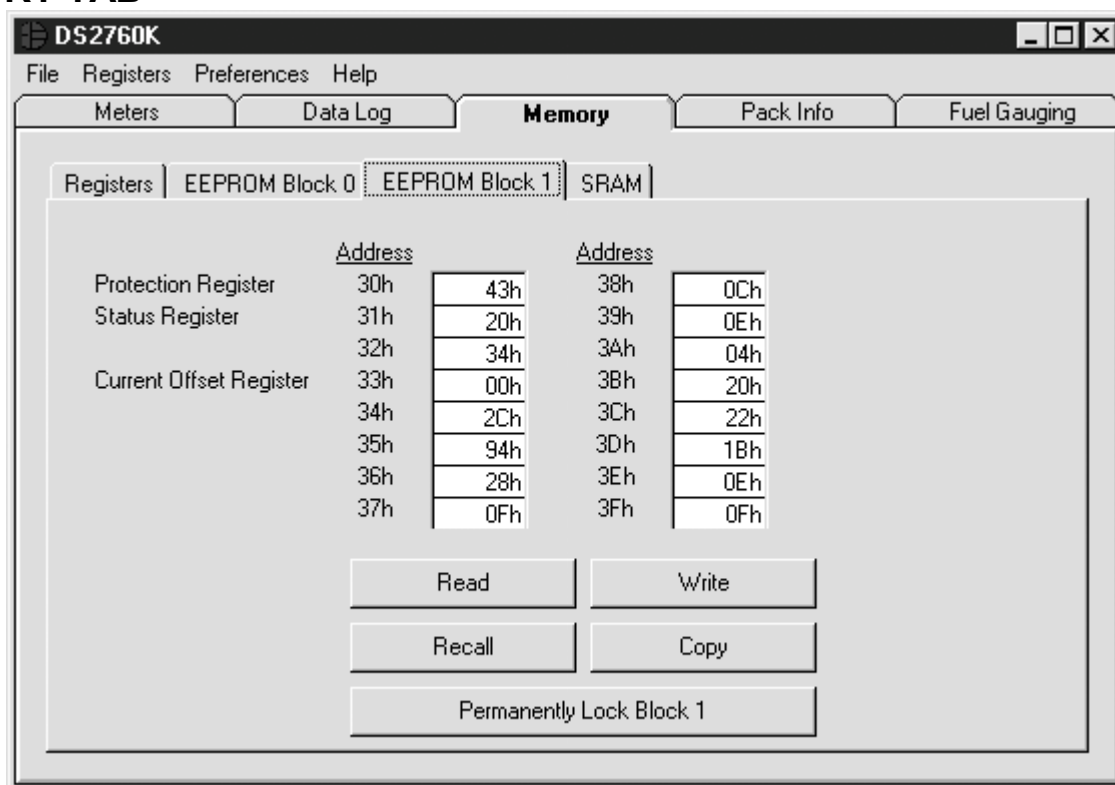 DS2760K
File Registers Preferences Help
Meters Data Log Memory Pack Info Fuel Gauging
Registers EEPROM Block 0 EEPROM Block 1 SRAM
Address Address
Protection Register 30h 43h 38h 0Ch
Status Register 31h 20h 39h 0Eh
32h 34h 3Ah 04h
Current Offset Register 33h 00h 3Bh 20h
34h 2Ch 3Ch 22h
35h 94h 3Dh 1Bh
36h 28h 3Eh 0Eh
37h 0Fh 3Fh 0Fh
Read Write
Recall Copy
Permanently Lock Block 1